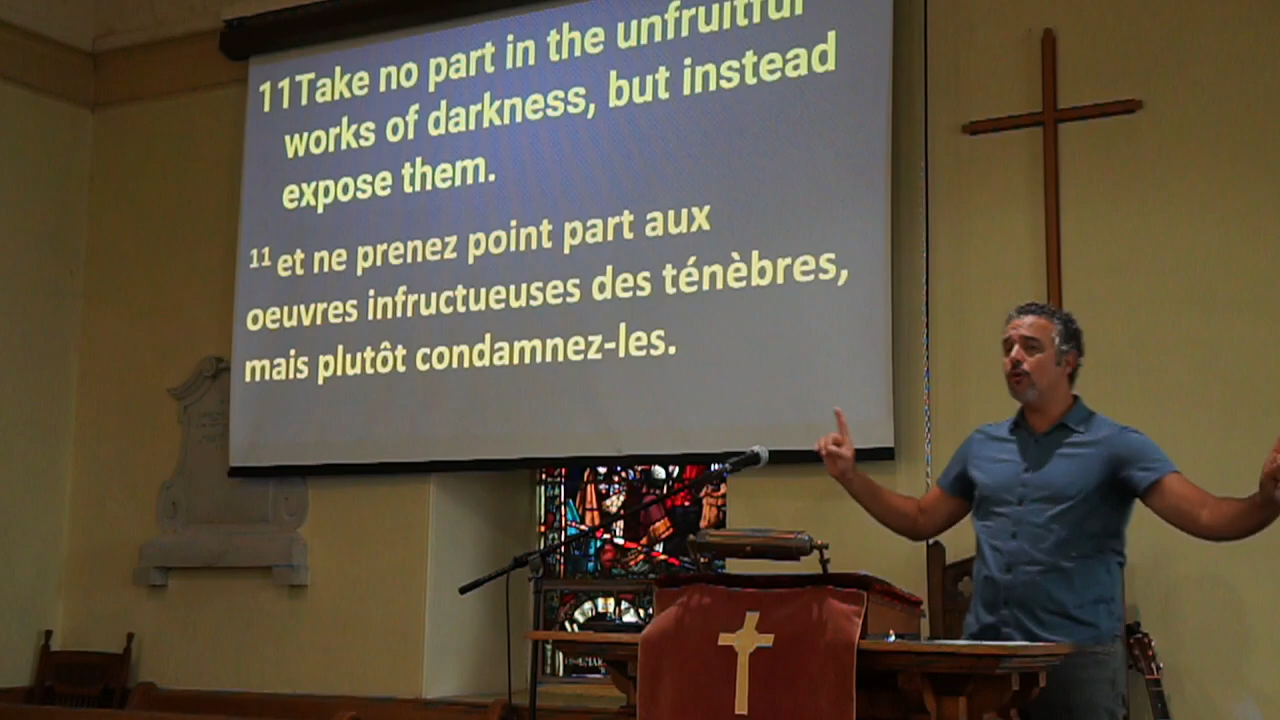 11Take no part in the unfruitful
works of darkness, but instead
expose them.
11 et ne prenez point part aux
oeuvres infructueuses des ténèbres,
mais plutôt condamnez-les.